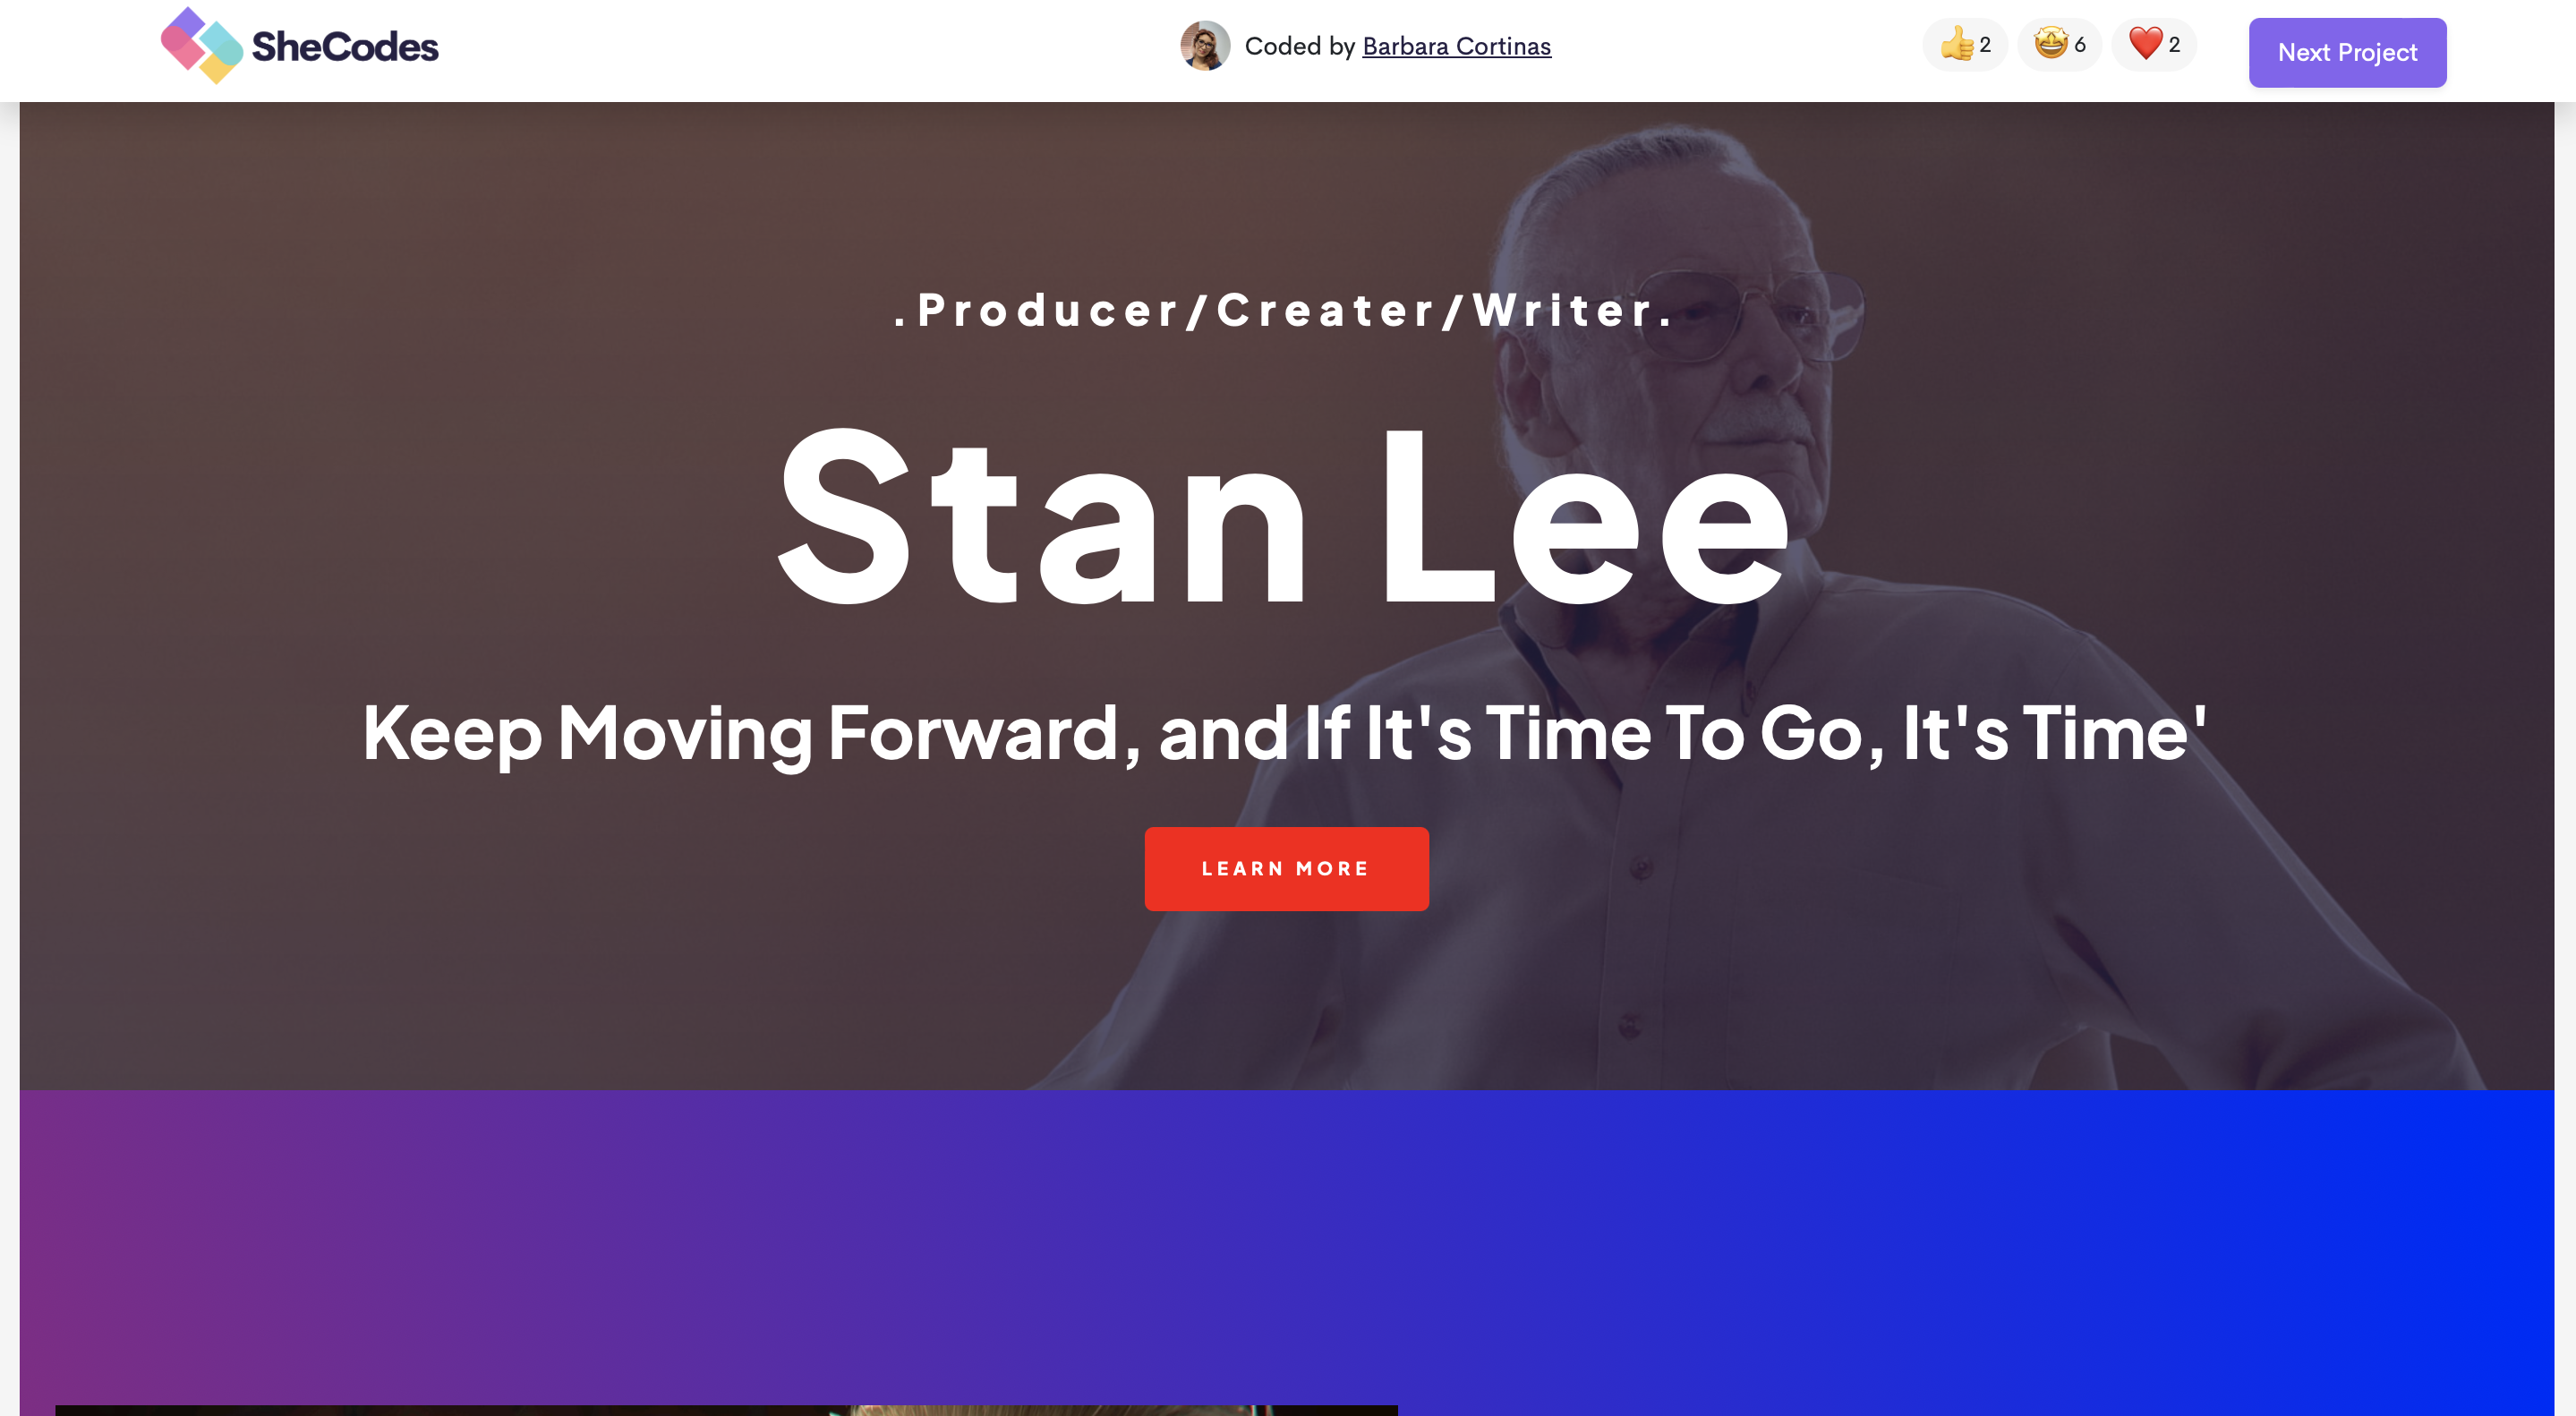 SheCodes
Coded by Barbara Cortinas
👍2 🤩6 ❤️2
Next Project
.Producer/Creater/Writer.
Stan Lee
Keep Moving Forward, and If It's Time To Go, It's Time'
LEARN MORE